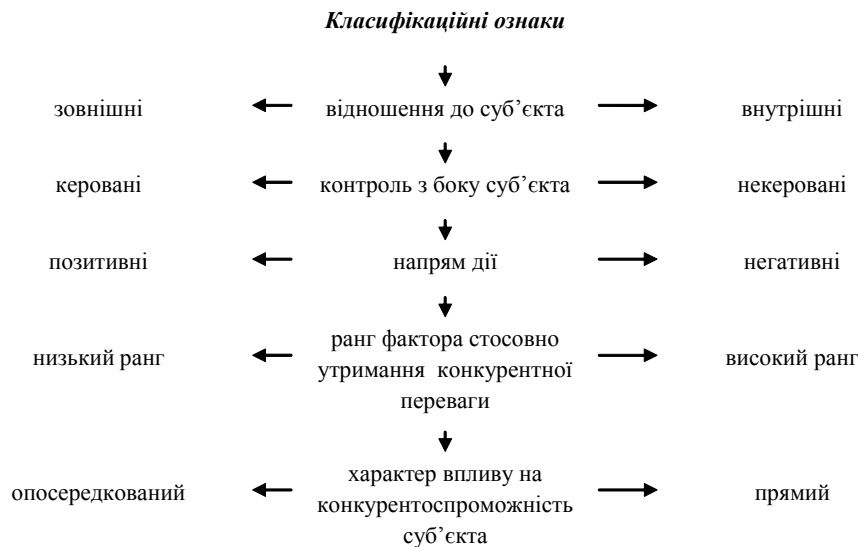 Класифікаційні ознаки
зовнішні відношення до суб’єкта внутрішні
керовані контроль з боку суб’єкта некеровані
позитивні напрям дії негативні
низький ранг ранг фактора стосовно високий ранг
утримання конкурентної
переваги
опосередкований характер впливу на прямий
конкурентоспроможність
суб’єкта